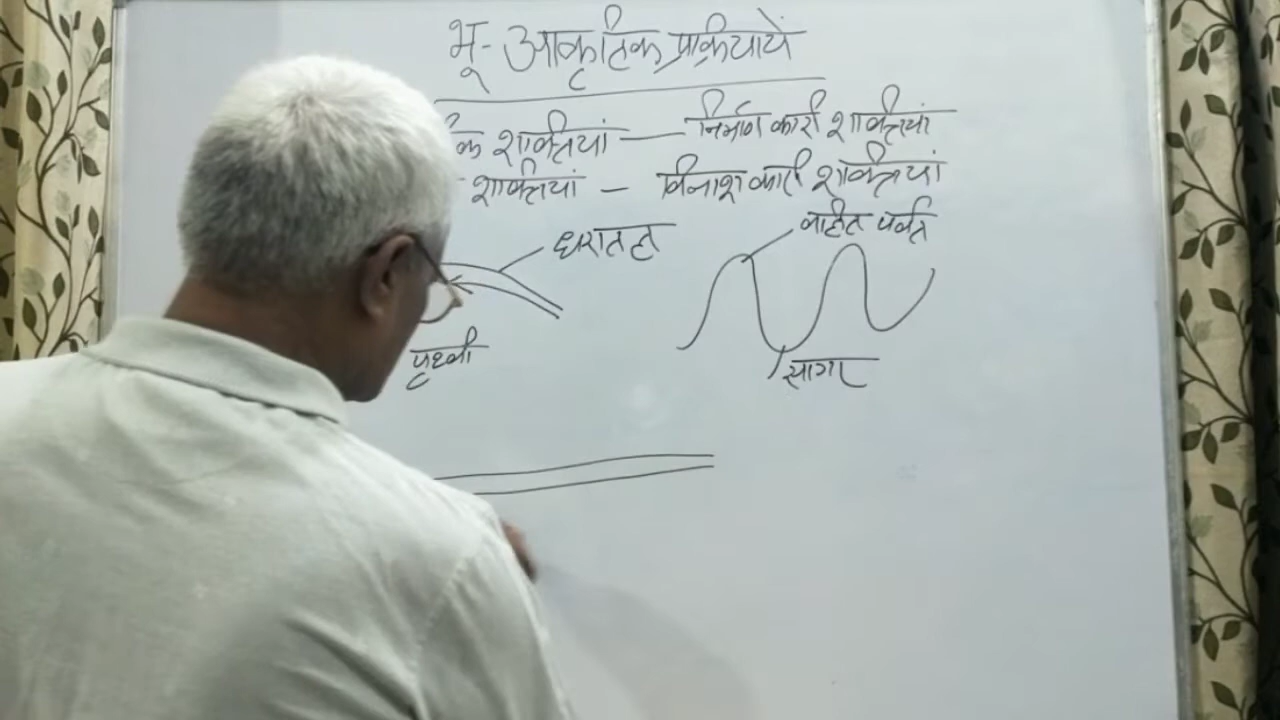 भू- आकृतिक प्रक्रियायें
क शक्तियां — निर्माण कारी शक्तियां
शक्तियां - विनाश कारी शक्तियां
धरातल
वलित पर्वत
पृथ्वी
सागर